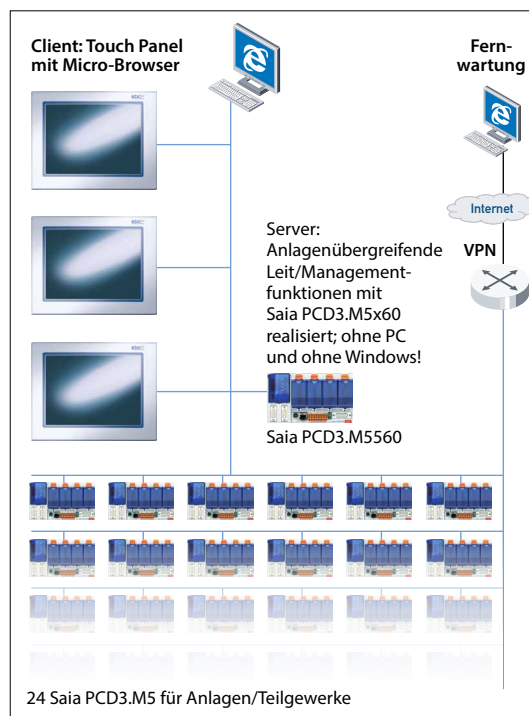 Client: Touch Panel
mit Micro-Browser
Fern-
wartung
Internet
VPN
Server:
Anlagenübergreifende
Leit/Management-
funktionen mit
Saia PCD3.M5x60
realisiert; ohne PC
und ohne Windows!
Saia PCD3.M5560
24 Saia PCD3.M5 für Anlagen/Teilgewerke